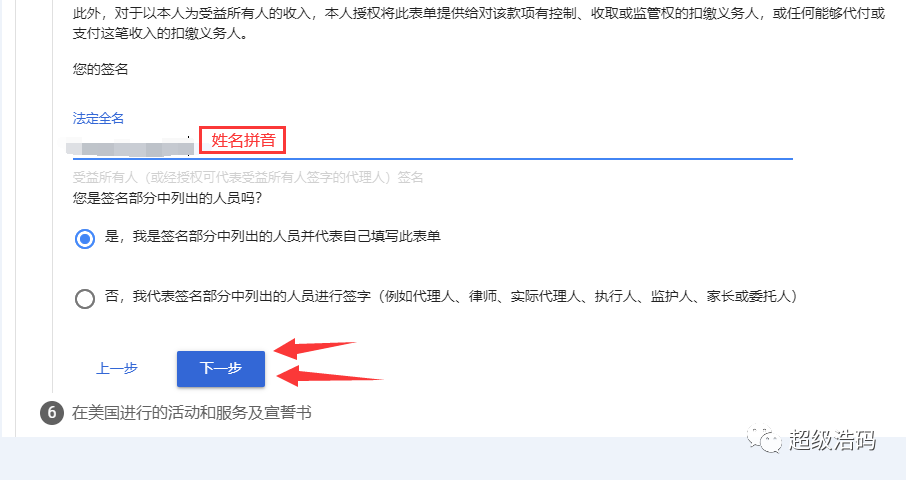 此外，对于以本人为受益所有人的收入，本人授权将此表单提供给对该款项有控制、收取或监管权的扣缴义务人，或任何能够代付或
支付这笔收入的扣缴义务人。
您的签名
法定全名
姓名拼音
受益所有人（或经授权可代表受益所有人签字的代理人）签名
您是签名部分中列出的人员吗？
是，我是签名部分中列出的人员并代表自己填写此表单
否，我代表签名部分中列出的人员进行签字（例如代理人、律师、实际代理人、执行人、监护人、家长或委托人）
上一步 下一步
6 在美国进行的活动和服务及宣誓书
超级浩码